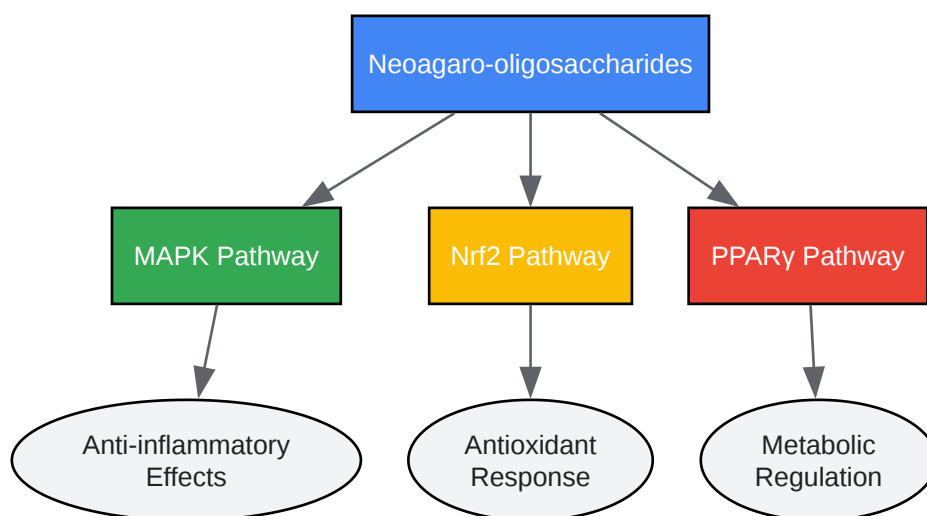 Neoagaro-oligosaccharides
MAPK Pathway
Nrf2 Pathway
PPARγ Pathway
Anti-inflammatory
Effects
Antioxidant
Response
Metabolic
Regulation